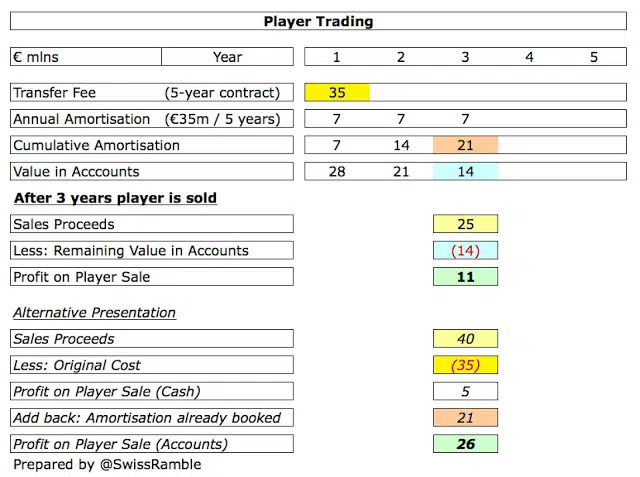 Player Trading
€ mlns Year 1 2 3 4 5
Transfer Fee (5-year contract) 35
Annual Amortisation (€35m / 5 years) 7 7 7
Cumulative Amortisation 7 14 21
Value in Acccounts 28 21 14
After 3 years player is sold
Sales Proceeds 25
Less: Remaining Value in Accounts (14)
Profit on Player Sale 11
Alternative Presentation
Sales Proceeds 40
Less: Original Cost (35)
Profit on Player Sale (Cash) 5
Add back: Amortisation already booked 21
Profit on Player Sale (Accounts) 26
Prepared by @SwissRamble